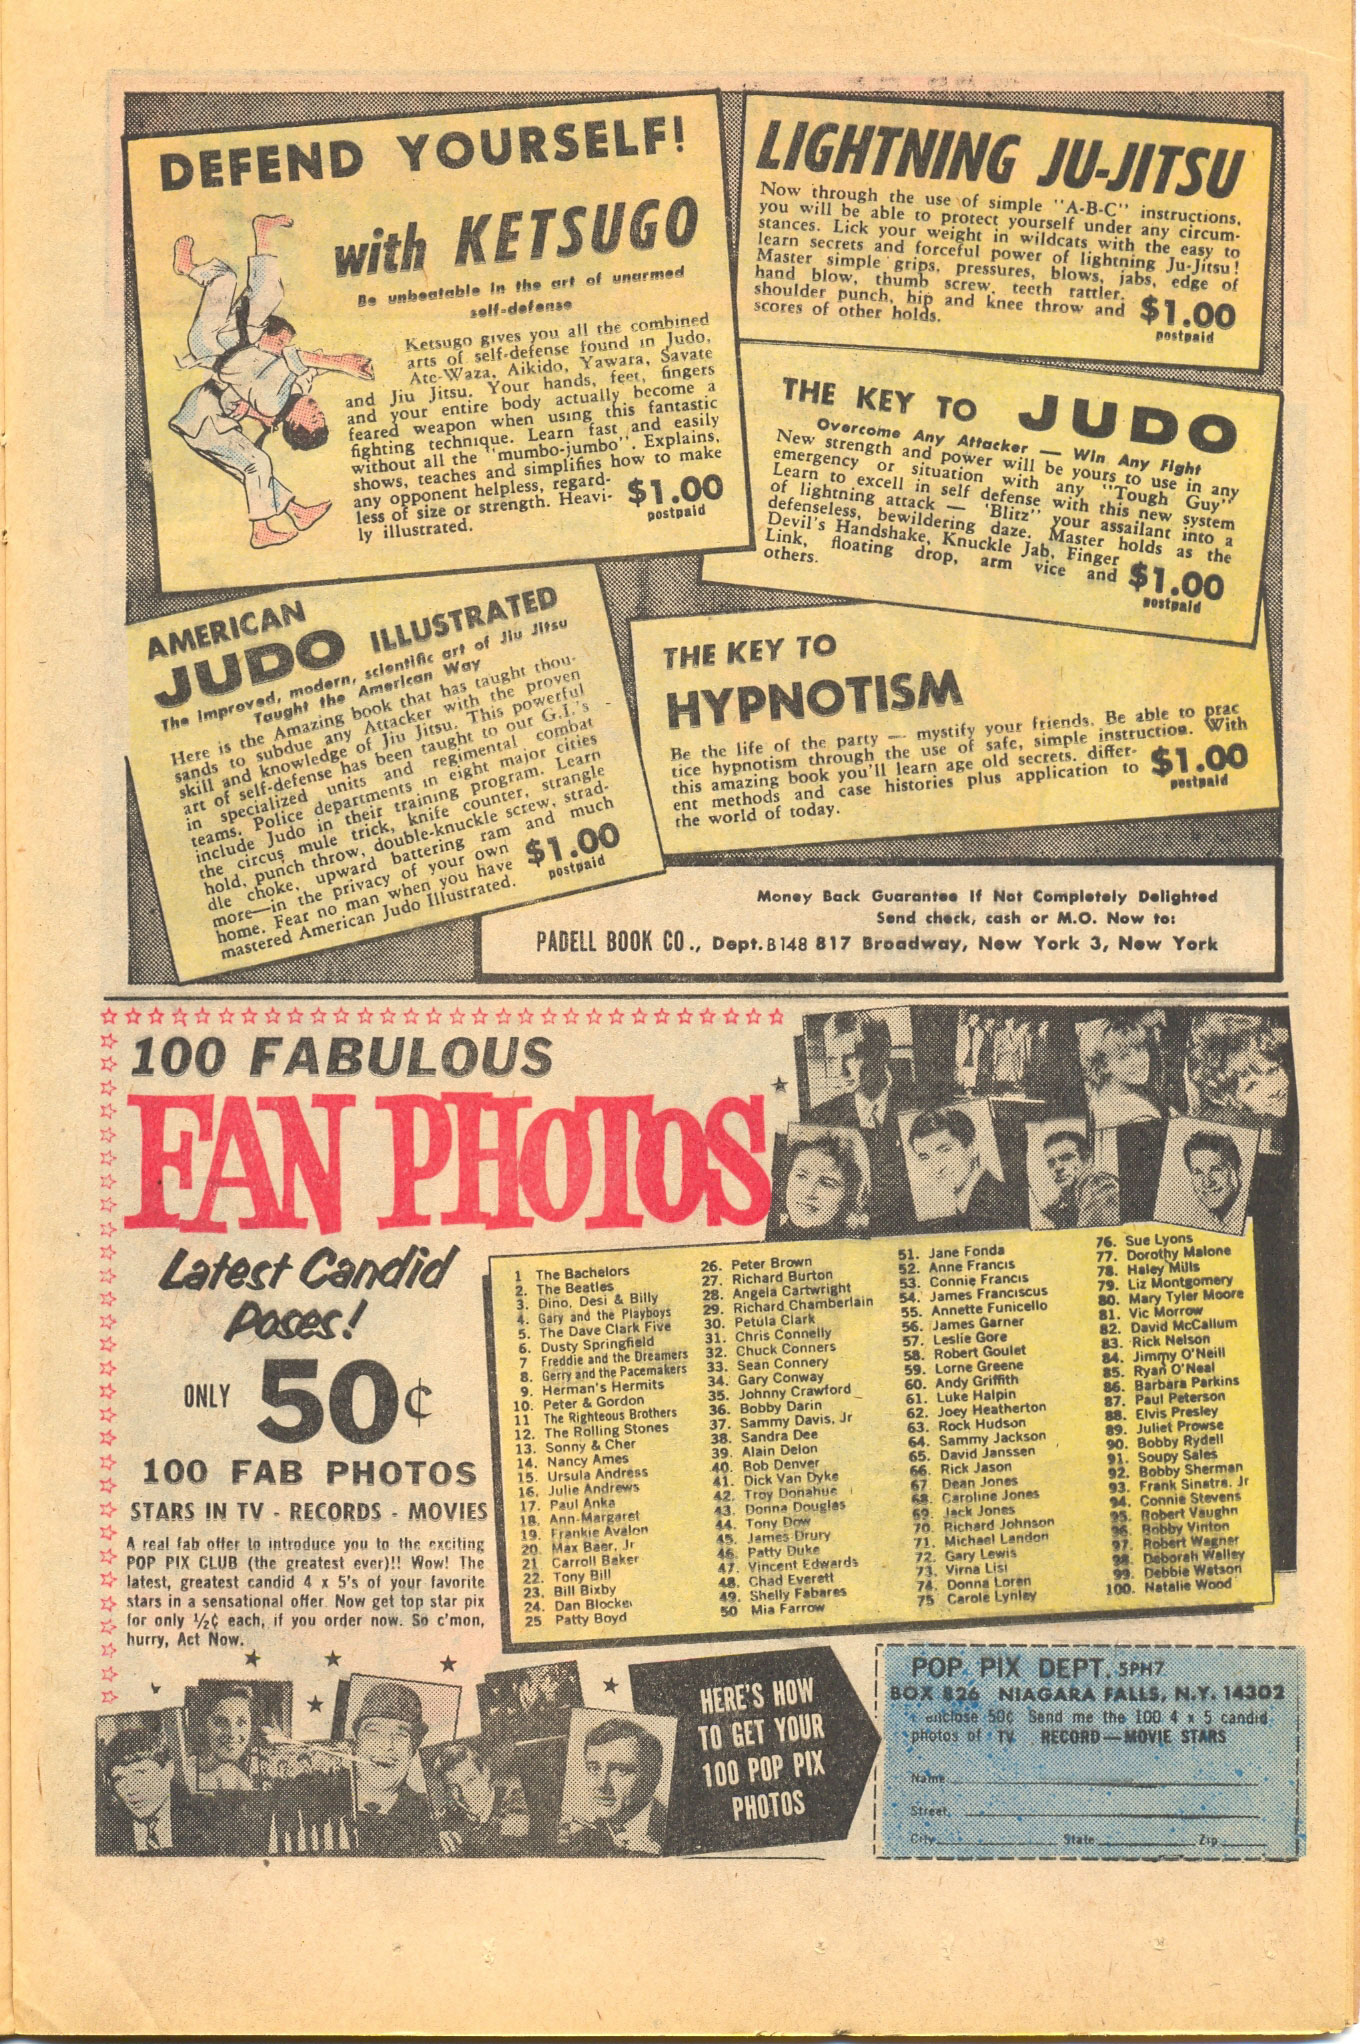 DEFEND YOURSELF!
with KETSUGO
Be unbeatable in the art of unarmed
self-defense
Ketsugo gives you all the combined
arts of self-defense found in Judo,
Ate-Waza, Aikido, Yawara, Savate
and Jiu Jitsu. Your hands, feet, fingers
and your entire body actually become a
feared weapon when using this fantastic
fighting technique. Learn fast and easily
without all the "mumbo-jumbo". Explains,
shows, teaches and simplifies how to make
any opponent helpless, regard-
less of size or strength. Heavi-
ly illustrated.
$1.00
postpaid
LIGHTNING JU-JITSU
Now through the use of simple "A-B-C" instructions,
you will be able to protect yourself under any circum-
stances. Lick your weight in wildcats with the easy to
learn secrets and forceful power of lightning Ju-Jitsu!
Master simple grips, pressures, blows, jabs, edge of
hand blow, thumb screw, teeth rattler,
shoulder punch, hip and knee throw and
scores of other holds.
$1.00
postpaid
THE KEY TO JUDO
Overcome Any Attacker — Win Any Fight
New strength and power will be yours to use in any
emergency or situation with any "Tough Guy"
Learn to excel in self defense with this new system
of lightning attack — 'Blitz" your assailant into a
defenseless, bewildering daze. Master holds as the
Devil's Handshake, Knuckle Jab, Finger
Link, floating drop, arm vice and
others.
$1.00
postpaid
AMERICAN
JUDO ILLUSTRATED
The improved, modern, scientific art of Jiu Jitsu
Taught the American Way
Here is the Amazing book that has taught thou-
sands to subdue any Attacker with the proven
skill and knowledge of Jiu Jitsu. This powerful
art of self-defense has been taught to our G.I.'s
in specialized units and regimental combat
teams. Police departments in eight major cities
include Judo in their training program. Learn
the circus mule trick, knife counter, strangle
hold, punch throw, double-knuckle screw, strad-
dle choke, upward battering ram and much
more—in the privacy of your own
home. Fear no man when you have
mastered American Judo Illustrated.
$1.00
postpaid
THE KEY TO
HYPNOTISM
Be the life of the party — mystify your friends. Be able to prac
tice hypnotism through the use of safe, simple instruction. With
this amazing book you'll learn age old secrets, differ-
ent methods and case histories plus application to
the world of today.
$1.00
postpaid
Money Back Guarantee If Not Completely Delighted
Send check, cash or M.O. Now to:
PADELL BOOK CO., Dept. B148 817 Broadway, New York 3, New York
100 FABULOUS
FAN PHOTOS
Latest Candid
Poses!
ONLY 50¢
100 FAB PHOTOS
STARS IN TV - RECORDS - MOVIES
A real fab offer to introduce you to the exciting
POP PIX CLUB (the greatest ever)!! Wow! The
latest, greatest candid 4 x 5's of your favorite
stars in a sensational offer. Now get top star pix
for only ½¢ each, if you order now. So c'mon,
hurry, Act Now.
1 The Bachelors
2. The Beatles
3. Dino, Desi & Billy
4. Gary and the Playboys
5. The Dave Clark Five
6. Dusty Springfield
7 Freddie and the Dreamers
8. Gerry and the Pacemakers
9. Herman's Hermits
10. Peter & Gordon
11 The Righteous Brothers
12. The Rolling Stones
13. Sonny & Cher
14. Nancy Ames
15. Ursula Andress
16. Julie Andrews
17. Paul Anka
18. Ann-Margaret
19. Frankie Avalon
20. Max Baer, Jr
21 Carroll Baker
22. Tony Bill
23. Bill Bixby
24. Dan Blocker
25 Patty Boyd
26. Peter Brown
27. Richard Burton
28. Angela Cartwright
29. Richard Chamberlain
30. Petula Clark
31. Chris Connelly
32. Chuck Conners
33. Sean Connery
34. Gary Conway
35. Johnny Crawford
36. Bobby Darin
37. Sammy Davis, Jr
38. Sandra Dee
39. Alain Delon
40. Bob Denver
41. Dick Van Dyke
42. Troy Donahue
43. Donna Douglas
44. Tony Dow
45. James Drury
46. Patty Duke
47. Vincent Edwards
48. Chad Everett
49. Shelly Fabares
50 Mia Farrow
51. Jane Fonda
52. Anne Francis
53. Connie Francis
54. James Franciscus
55. Annette Funicello
56. James Garner
57. Leslie Gore
58. Robert Goulet
59. Lorne Greene
60. Andy Griffith
61. Luke Halpin
62. Joey Heatherton
63. Rock Hudson
64. Sammy Jackson
65. David Janssen
66. Rick Jason
67 Dean Jones
68. Caroline Jones
69. Jack Jones
70. Richard Johnson
71. Michael Landon
72. Gary Lewis
73. Virna Lisi
74. Donna Loren
75 Carole Lynley
76. Sue Lyons
77. Dorothy Malone
78. Haley Mills
79. Liz Montgomery
80. Mary Tyler Moore
81. Vic Morrow
82. David McCallum
83. Rick Nelson
84. Jimmy O'Neill
85. Ryan O'Neal
86. Barbara Parkins
87. Paul Peterson
88. Elvis Presley
89. Juliet Prowse
90. Bobby Rydell
91. Soupy Sales
92. Bobby Sherman
93. Frank Sinatra, Jr
94. Connie Stevens
95. Robert Vaughn
96. Bobby Vinton
97. Robert Wagner
98. Deborah Walley
99. Debbie Watson
100. Natalie Wood
HERE'S HOW
TO GET YOUR
100 POP PIX
PHOTOS
POP PIX DEPT. SPH7
BOX 826 NIAGARA FALLS, N.Y. 14302
I enclose 50¢ Send me the 100 4 x 5 candid
photos of TV RECORD—MOVIE STARS
Name
Street
City State Zip